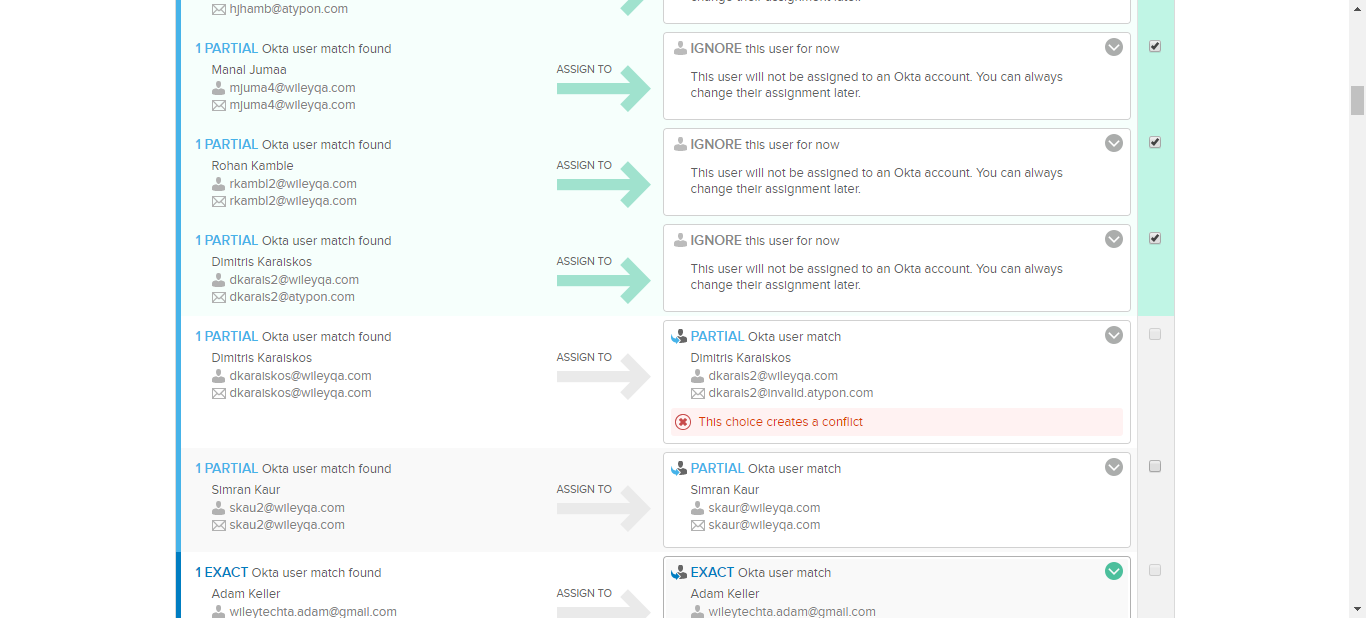 hjhamb@atypon.com
change their assignment later.
1 PARTIAL Okta user match found
Manal Jumaa
mjuma4@wileyqa.com
mjuma4@wileyqa.com
ASSIGN TO
IGNORE this user for now
This user will not be assigned to an Okta account. You can always
change their assignment later.
1 PARTIAL Okta user match found
Rohan Kamble
rkambl2@wileyqa.com
rkambl2@wileyqa.com
ASSIGN TO
IGNORE this user for now
This user will not be assigned to an Okta account. You can always
change their assignment later.
1 PARTIAL Okta user match found
Dimitris Karaiskos
dkarais2@wileyqa.com
dkarais2@atypon.com
ASSIGN TO
IGNORE this user for now
This user will not be assigned to an Okta account. You can always
change their assignment later.
1 PARTIAL Okta user match found
Dimitris Karaiskos
dkaraiskos@wileyqa.com
dkaraiskos@wileyqa.com
ASSIGN TO
PARTIAL Okta user match
Dimitris Karaiskos
dkarais2@wileyqa.com
dkarais2@invalid.atypon.com
This choice creates a conflict
1 PARTIAL Okta user match found
Simran Kaur
skau2@wileyqa.com
skau2@wileyqa.com
ASSIGN TO
PARTIAL Okta user match
Simran Kaur
skaur@wileyqa.com
skaur@wileyqa.com
1 EXACT Okta user match found
Adam Keller
wileytechta.adam@gmail.com
ASSIGN TO
EXACT Okta user match
Adam Keller
wileytechta.adam@gmail.com